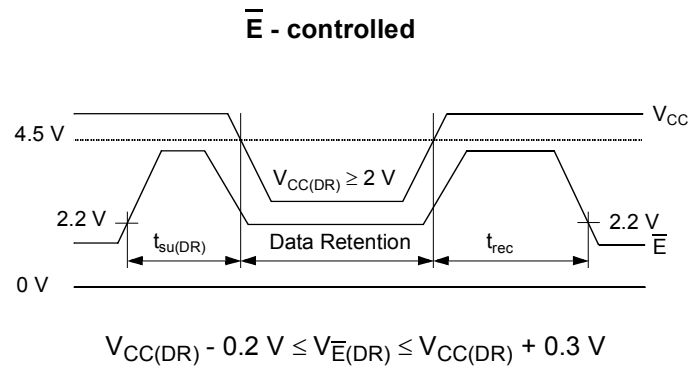 E̅ - controlled
V_CC
4.5 V
V_CC(DR) ≥ 2 V
2.2 V
2.2 V
t_su(DR)
Data Retention
t_rec
E̅
0 V
V_CC(DR) - 0.2 V ≤ V_E̅(DR) ≤ V_CC(DR) + 0.3 V